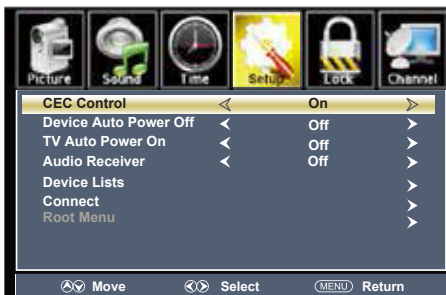 Picture Sound Time Setup Lock Channel
CEC Control On
Device Auto Power Off Off
TV Auto Power On Off
Audio Receiver Off
Device Lists
Connect
Root Menu
Move Select MENU Return